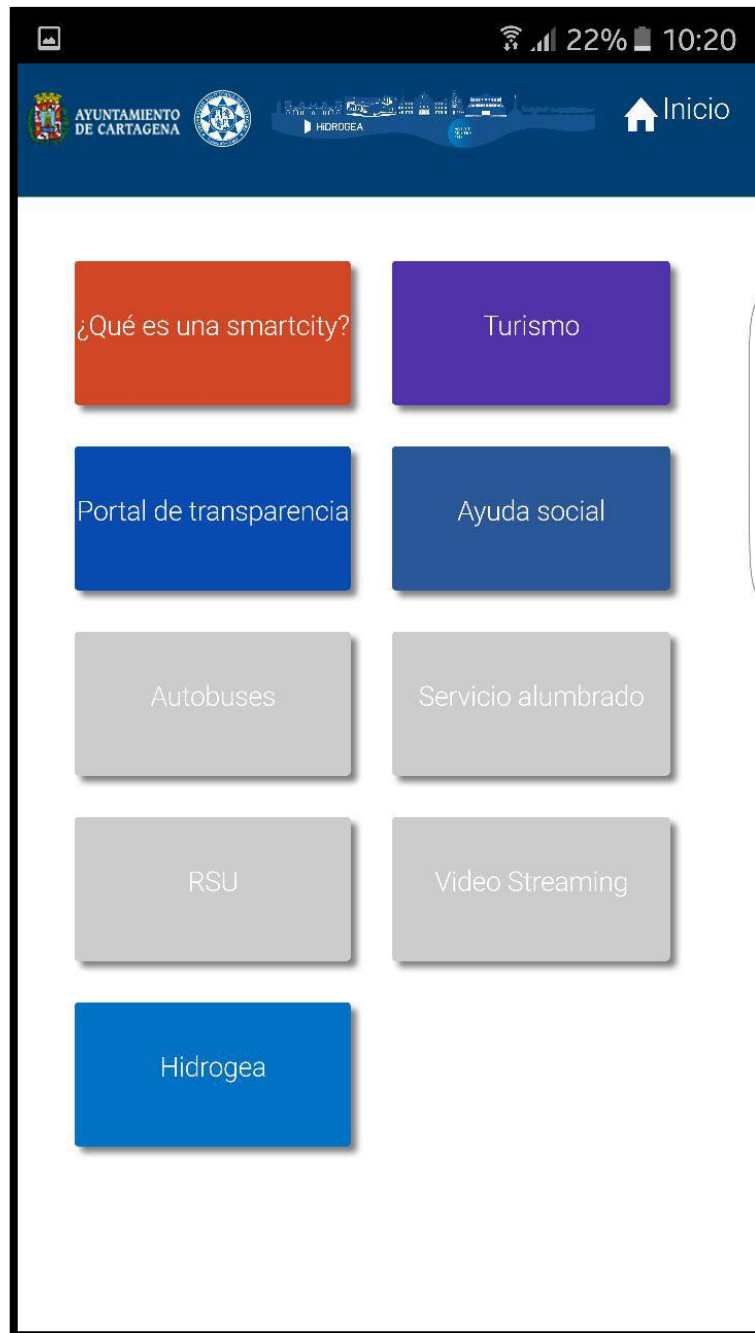 22% 10:20
AYUNTAMIENTO
DE CARTAGENA
HIDROGEA
Inicio
¿Qué es una smartcity?
Turismo
Portal de transparencia
Ayuda social
Autobuses
Servicio alumbrado
RSU
Video Streaming
Hidrogea